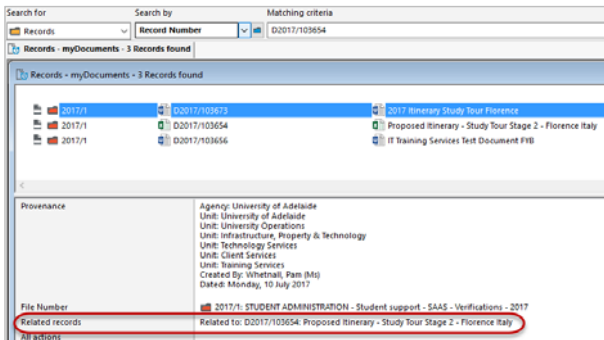 Search for Search by Matching criteria
Records Record Number D2017/103654
Records - myDocuments - 3 Records found
Records - myDocuments - 3 Records found
2017/1 D2017/103673 2017 Itinerary Study Tour Florence
2017/1 D2017/103654 Proposed Itinerary - Study Tour Stage 2 - Florence Italy
2017/1 D2017/103656 IT Training Services Test Document FYB
Provenance Agency: University of Adelaide
Unit: University of Adelaide
Unit: University Operations
Unit: Infrastructure, Property & Technology
Unit: Technology Services
Unit: Client Services
Unit: Training Services
Created By: Whetnall, Pam (Ms)
Dated: Monday, 10 July 2017
File Number 2017/1: STUDENT ADMINISTRATION - Student support - SAAS - Verifications - 2017
Related records Related to: D2017/103654: Proposed Itinerary - Study Tour Stage 2 - Florence Italy
All actions